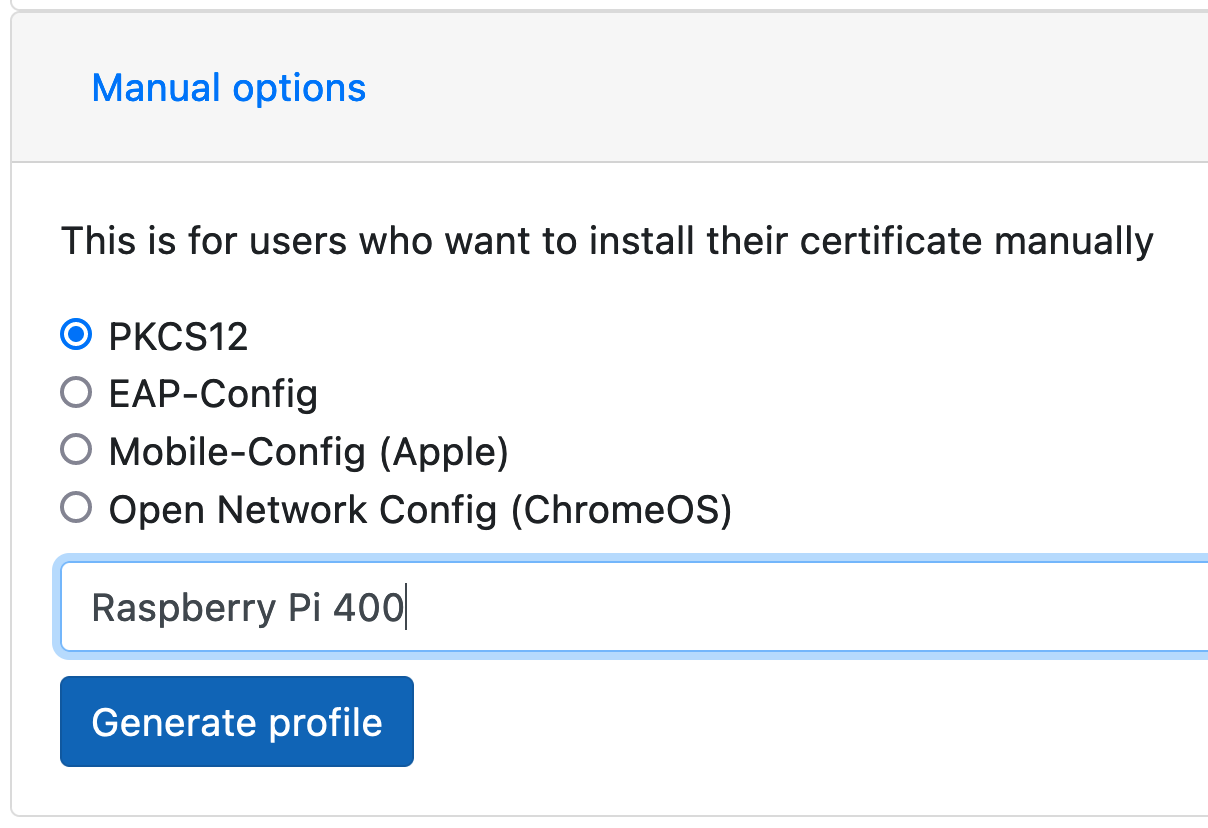 Manual options
This is for users who want to install their certificate manually
PKCS12
EAP-Config
Mobile-Config (Apple)
Open Network Config (ChromeOS)
Raspberry Pi 400
Generate profile